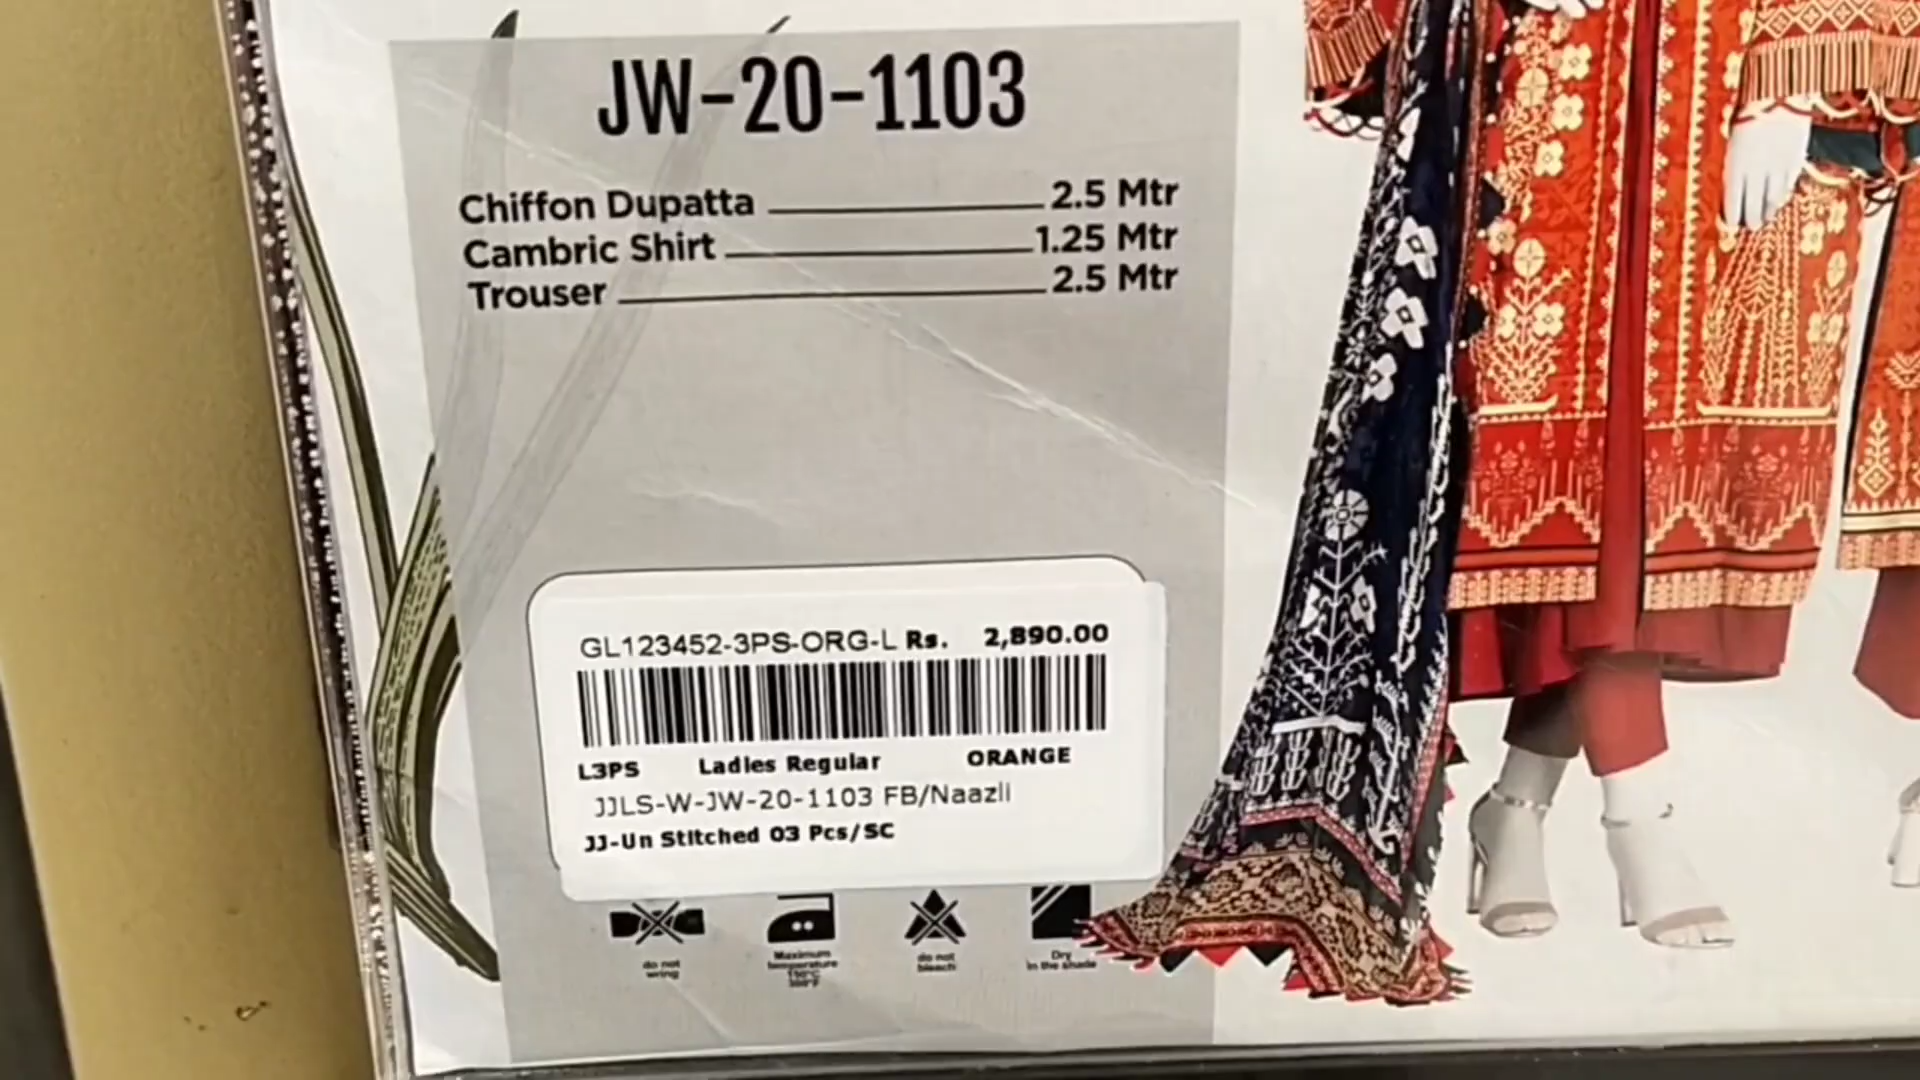 JW-20-1103
Chiffon Dupatta 2.5 Mtr
Cambric Shirt 1.25 Mtr
Trouser 2.5 Mtr
GL123452-3PS-ORG-L Rs. 2,890.00
L3PS Ladies Regular ORANGE
JJLS-W-JW-20-1103 FB/Naazli
JJ-Un Stitched 03 Pcs/SC
do not wring
Maximum temperature
do not bleach
Dry in the shade